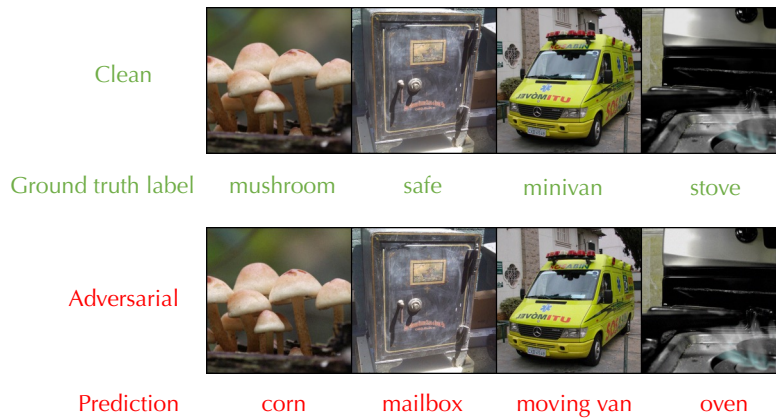 Clean
Ground truth label mushroom safe minivan stove
Adversarial
Prediction corn mailbox moving van oven